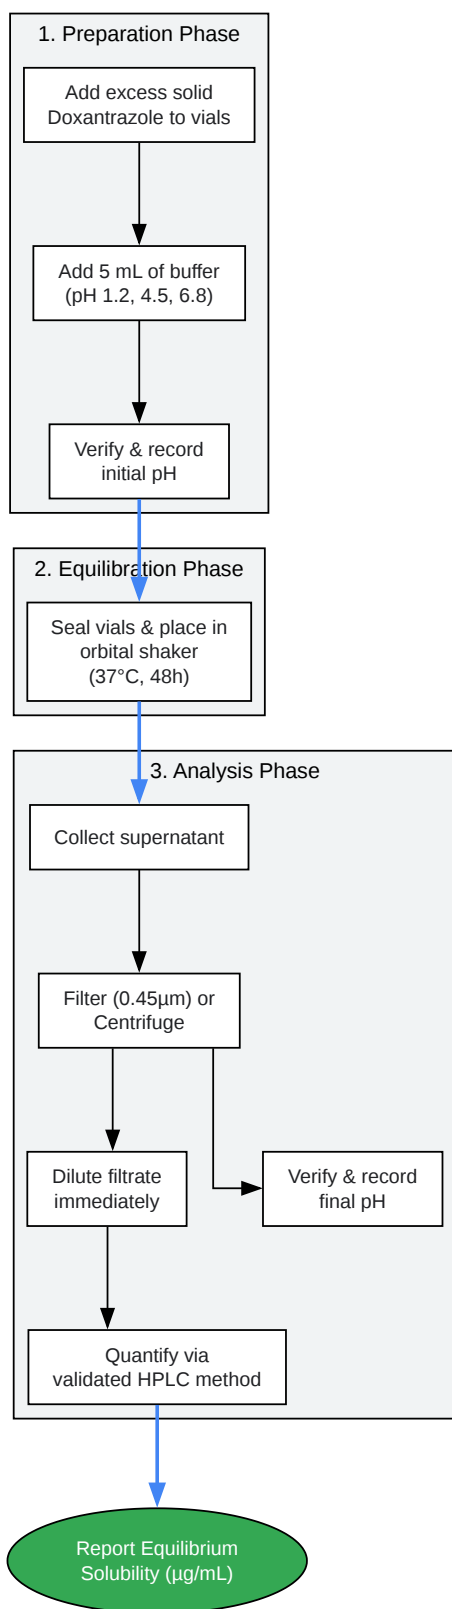 1. Preparation Phase
Add excess solid
Doxantrazole to vials
Add 5 mL of buffer
(pH 1.2, 4.5, 6.8)
Verify & record
initial pH
2. Equilibration Phase
Seal vials & place in
orbital shaker
(37°C, 48h)
3. Analysis Phase
Collect supernatant
Filter (0.45µm) or
Centrifuge
Dilute filtrate
immediately
Verify & record
final pH
Quantify via
validated HPLC method
Report Equilibrium
Solubility (µg/mL)